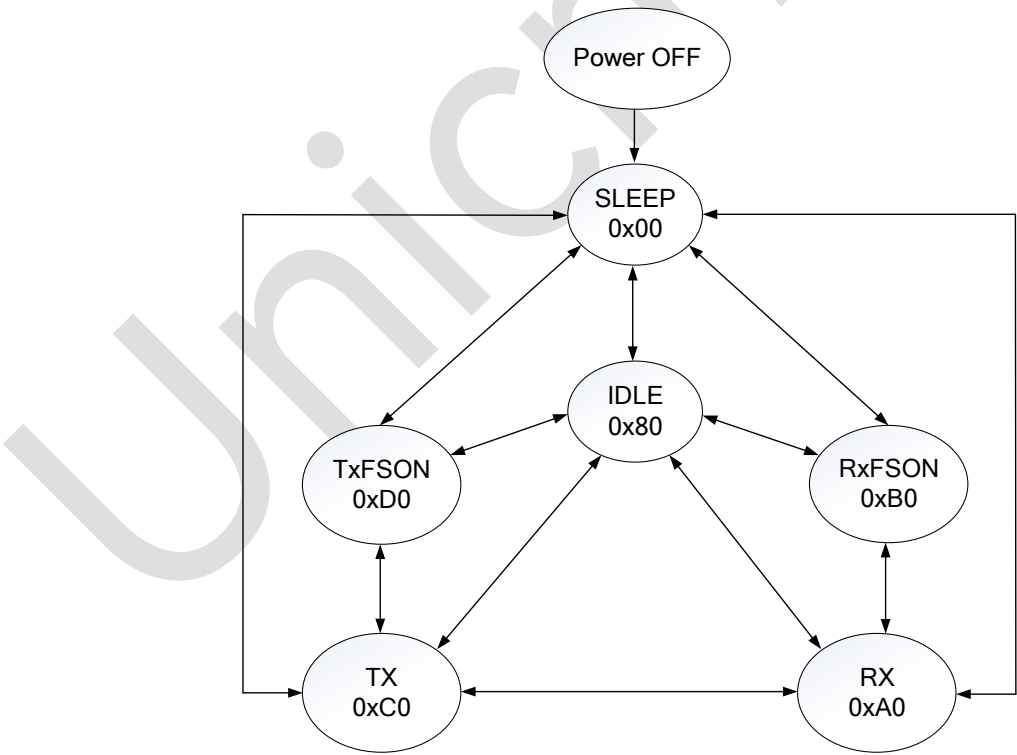 Power OFF
SLEEP
0x00
IDLE
0x80
TxFSON
0xD0
RxFSON
0xB0
TX
0xC0
RX
0xA0